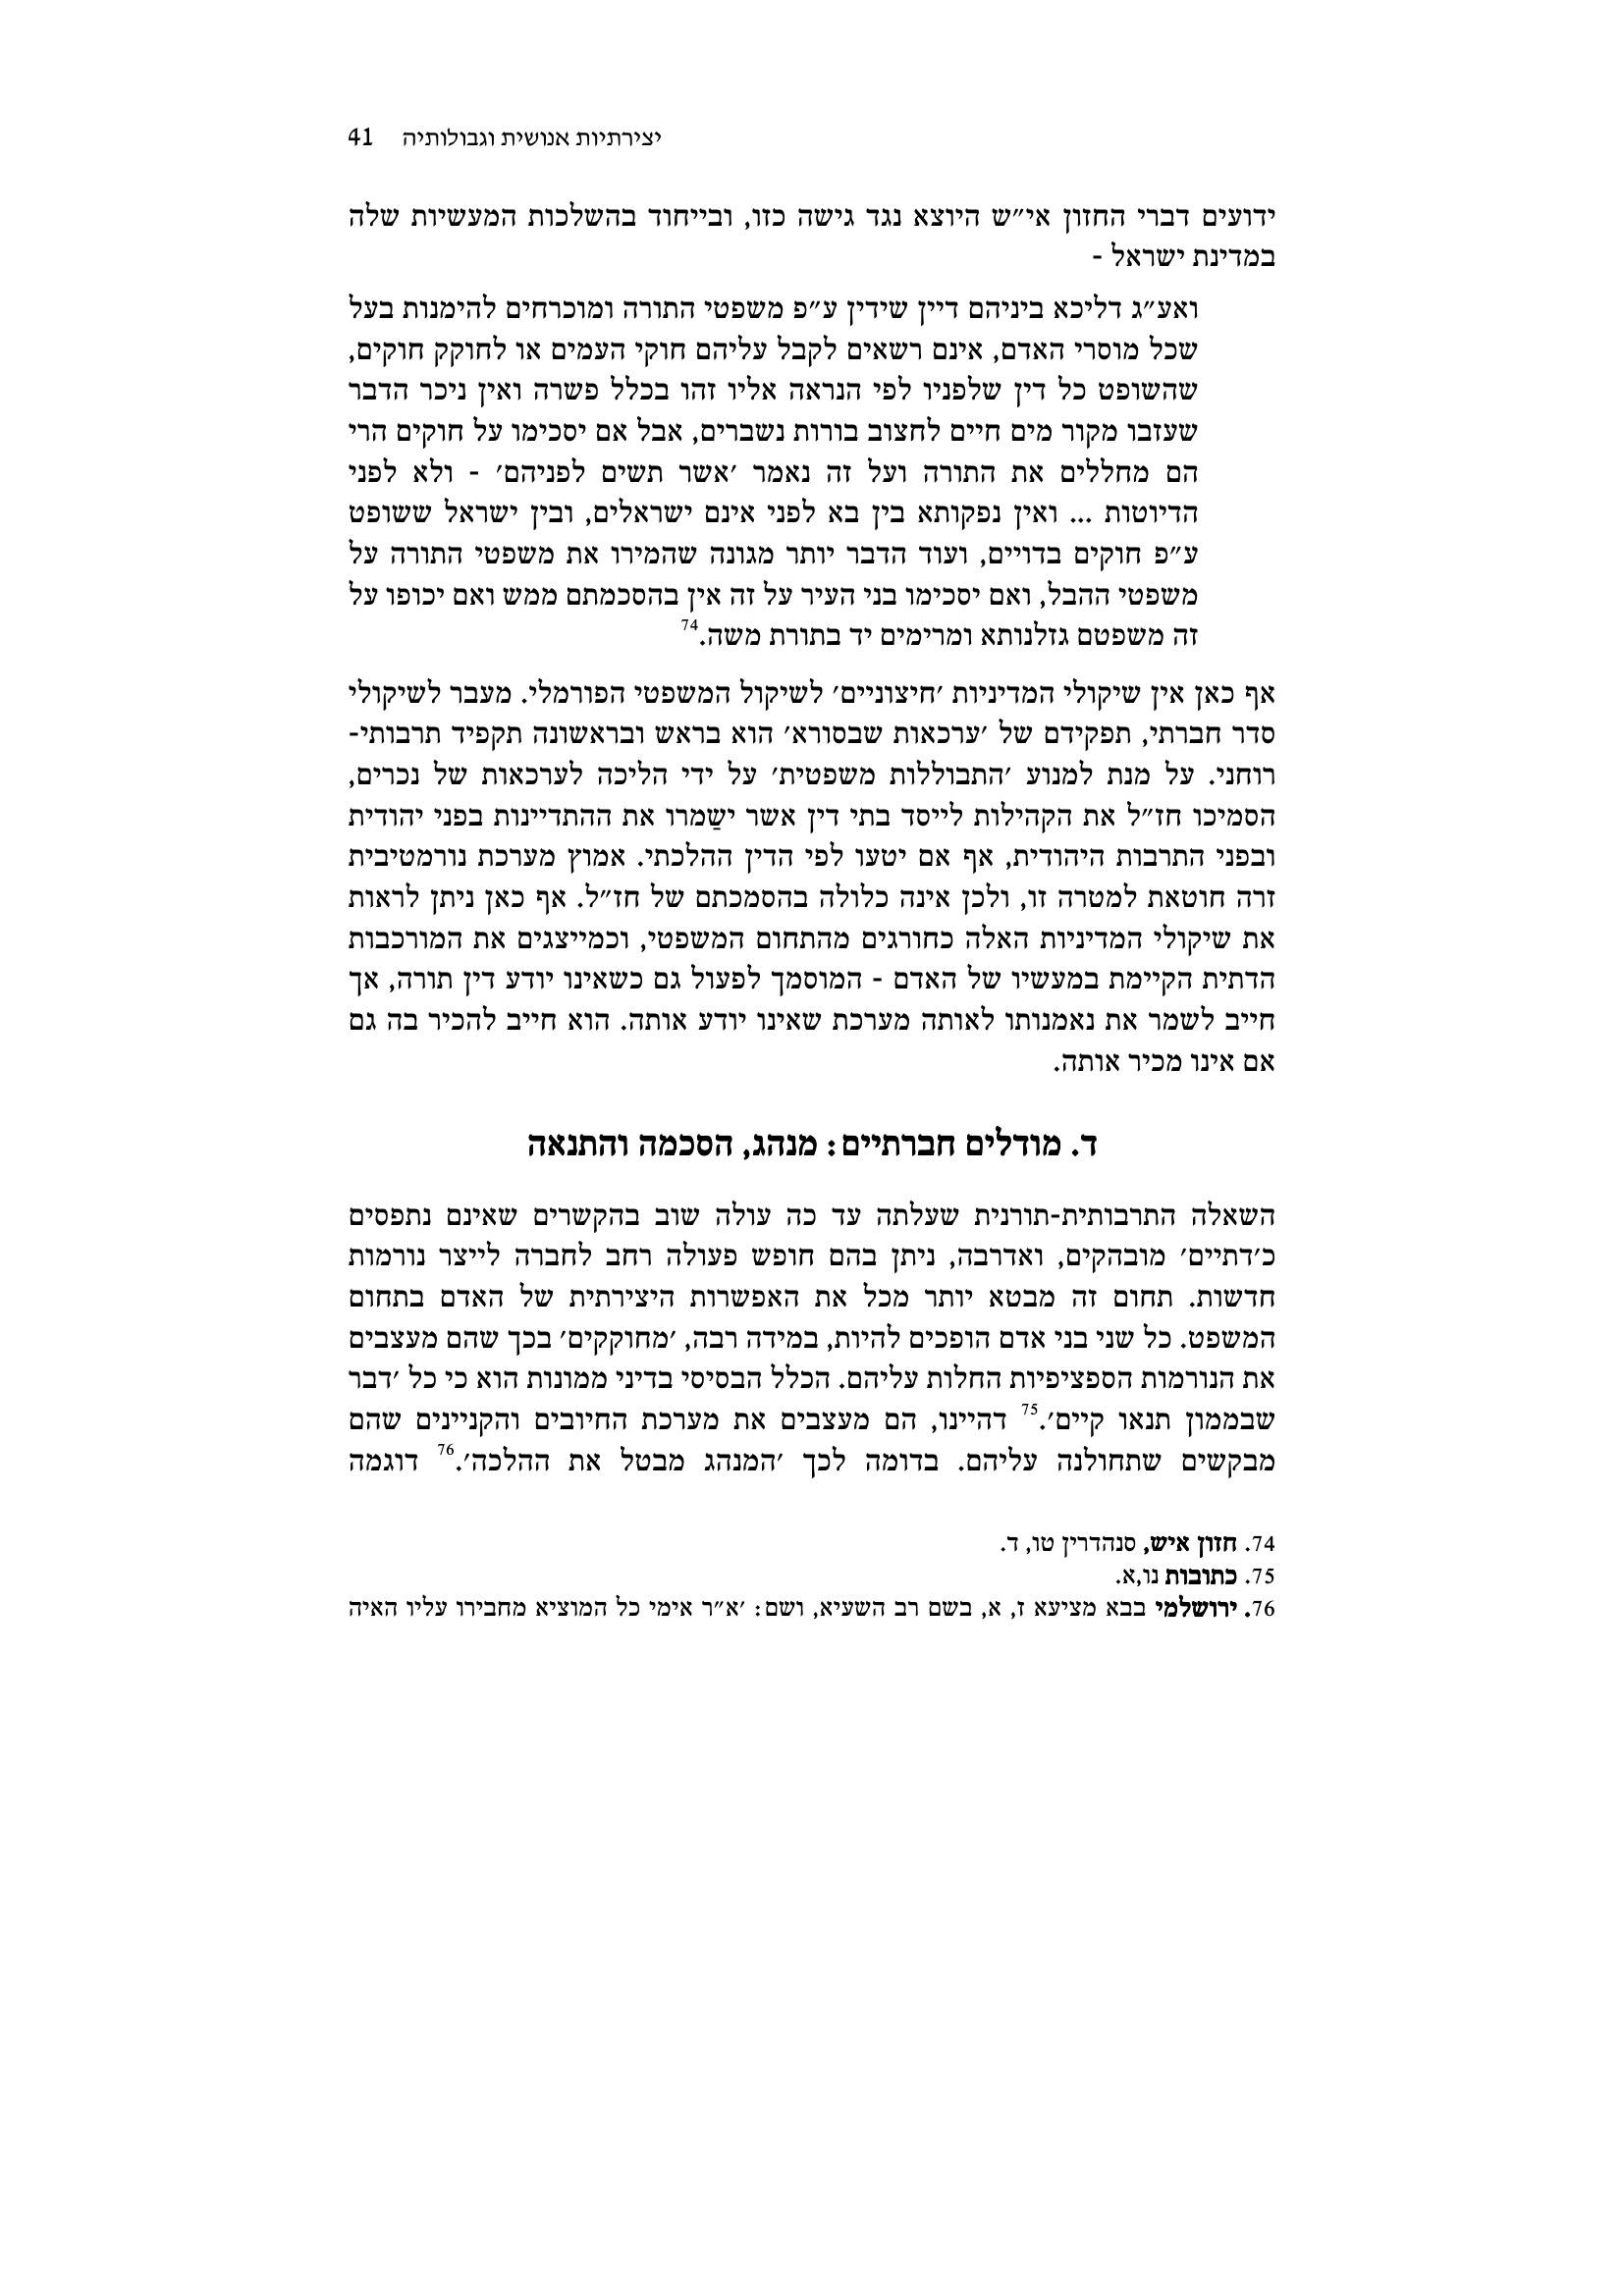 יצירתיות אנושית וגבולותיה 41
ידועים דברי החזון אי״ש היוצא נגד גישה כזו, ובייחוד בהשלכות המעשיות שלה
במדינת ישראל -
ואע״ג דליכא ביניהם דיין שידין ע״פ משפטי התורה ומוכרחים להימנות בעל
שכל מוסרי האדם, אינם רשאים לקבל עליהם חוקי העמים או לחוקק חוקים,
שהשופט כל דין שלפניו לפי הנראה אליו זהו בכלל פשרה ואין ניכר הדבר
שעזבו מקור מים חיים לחצוב בורות נשברים, אבל אם יסכימו על חוקים הרי
הם מחללים את התורה ועל זה נאמר ׳אשר תשים לפניהם׳ - ולא לפני
הדיוטות ... ואין נפקותא בין בא לפני אינם ישראלים, ובין ישראל ששופט
ע״פ חוקים בדויים, ועוד הדבר יותר מגונה שהמירו את משפטי התורה על
משפטי ההבל, ואם יסכימו בני העיר על זה אין בהסכמתם ממש ואם יכופו על
זה משפטם גזלנותא ומרימים יד בתורת משה.74
אף כאן אין שיקולי המדיניות ׳חיצוניים׳ לשיקול המשפטי הפורמלי. מעבר לשיקולי
סדר חברתי, תפקידם של ׳ערכאות שבסורא׳ הוא בראש ובראשונה תקפיד תרבותי-
רוחני. על מנת למנוע ׳התבוללות משפטית׳ על ידי הליכה לערכאות של נכרים,
הסמיכו חז״ל את הקהילות לייסד בתי דין אשר ישַמרו את ההתדיינות בפני יהודית
ובפני התרבות היהודית, אף אם יטעו לפי הדין ההלכתי. אמוץ מערכת נורמטיבית
זרה חוטאת למטרה זו, ולכן אינה כלולה בהסמכתם של חז״ל. אף כאן ניתן לראות
את שיקולי המדיניות האלה כחורגים מהתחום המשפטי, וכמייצגים את המורכבות
הדתית הקיימת במעשיו של האדם - המוסמך לפעול גם כשאינו יודע דין תורה, אך
חייב לשמר את נאמנותו לאותה מערכת שאינו יודע אותה. הוא חייב להכיר בה גם
אם אינו מכיר אותה.
ד. מודלים חברתיים: מנהג, הסכמה והתנאה
השאלה התרבותית-תורנית שעלתה עד כה עולה שוב בהקשרים שאינם נתפסים
כ׳דתיים׳ מובהקים, ואדרבה, ניתן בהם חופש פעולה רחב לחברה לייצר נורמות
חדשות. תחום זה מבטא יותר מכל את האפשרות היצירתית של האדם בתחום
המשפט. כל שני בני אדם הופכים להיות, במידה רבה, ׳מחוקקים׳ בכך שהם מעצבים
את הנורמות הספציפיות החלות עליהם. הכלל הבסיסי בדיני ממונות הוא כי כל ׳דבר
שבממון תנאו קיים׳.75 דהיינו, הם מעצבים את מערכת החיובים והקניינים שהם
מבקשים שתחולנה עליהם. בדומה לכך ׳המנהג מבטל את ההלכה׳.76 דוגמה
74. חזון איש, סנהדרין טו, ד.
75. כתובות נו,א.
76. ירושלמי בבא מציעא ז, א, בשם רב השעיא, ושם: ׳א״ר אימי כל המוציא מחבירו עליו האיה